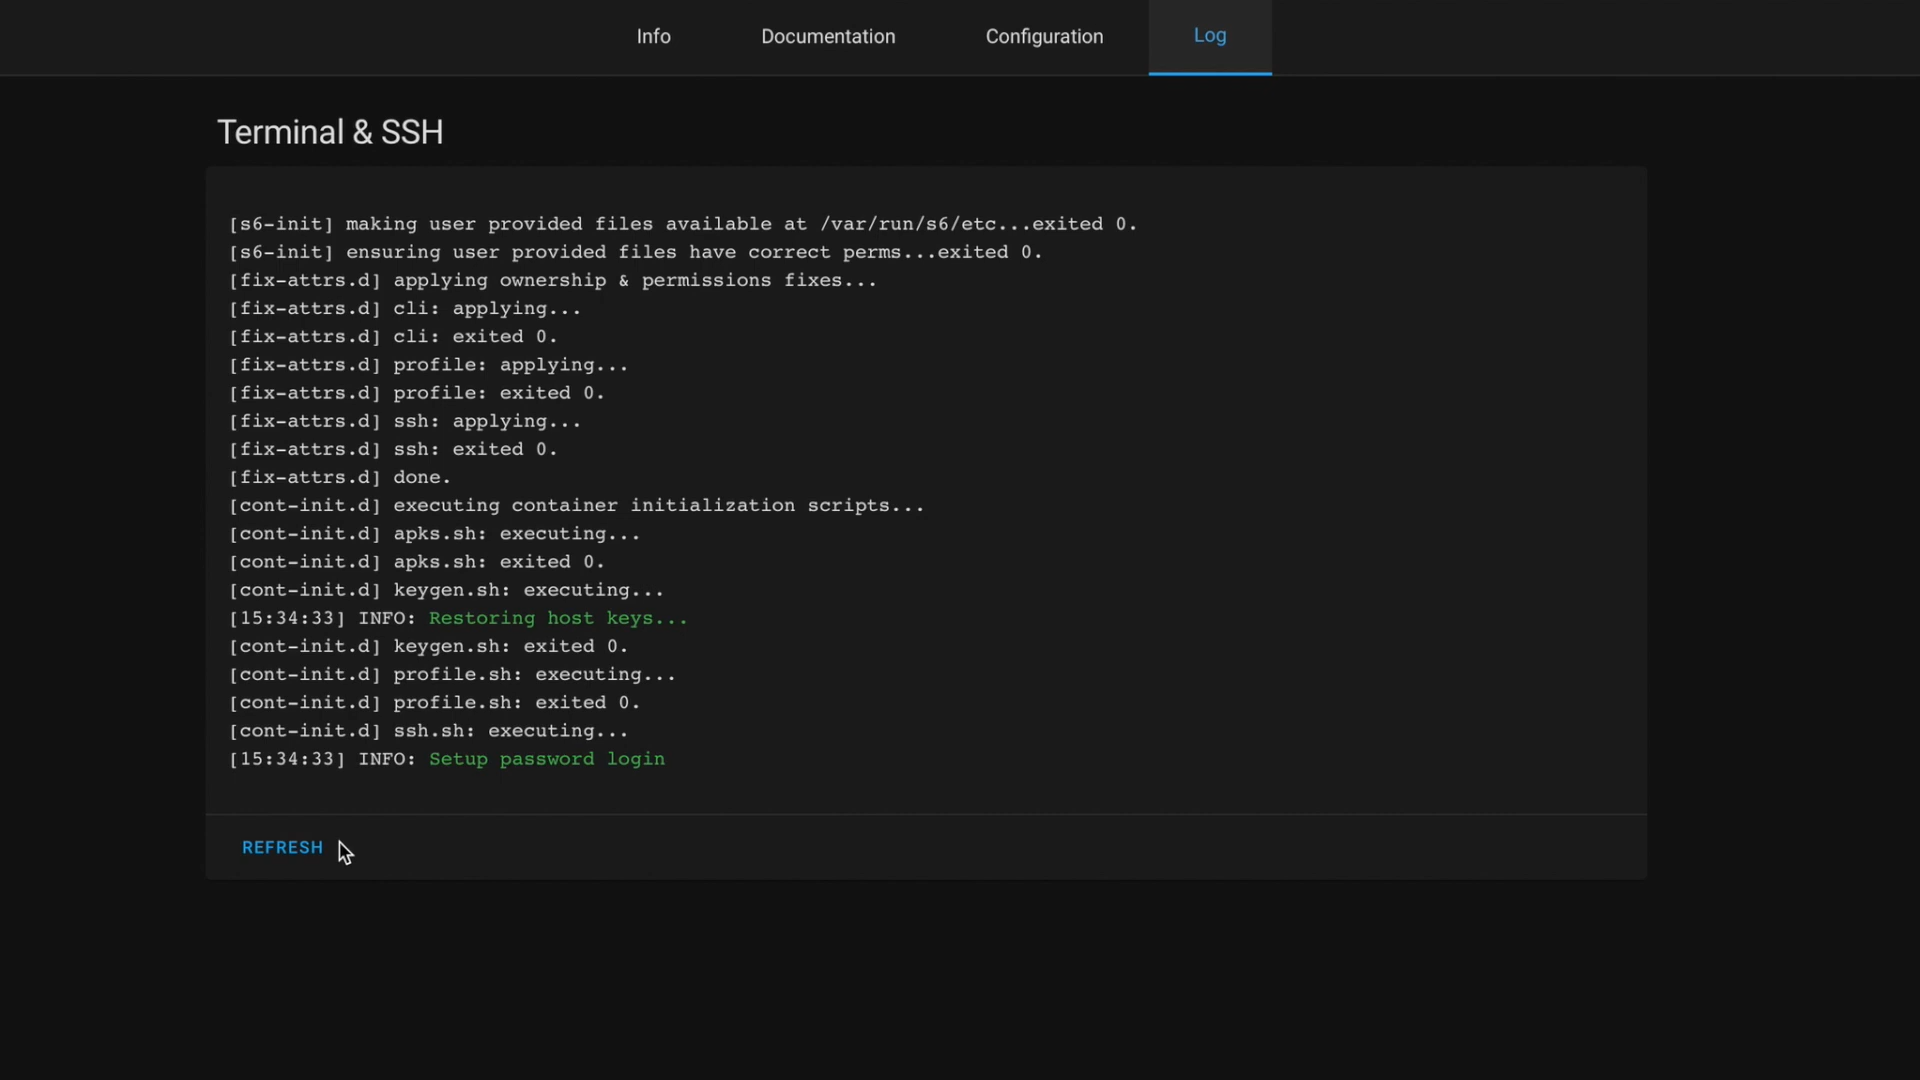 Info Documentation Configuration Log
Terminal & SSH
[s6-init] making user provided files available at /var/run/s6/etc...exited 0.
[s6-init] ensuring user provided files have correct perms...exited 0.
[fix-attrs.d] applying ownership & permissions fixes...
[fix-attrs.d] cli: applying...
[fix-attrs.d] cli: exited 0.
[fix-attrs.d] profile: applying...
[fix-attrs.d] profile: exited 0.
[fix-attrs.d] ssh: applying...
[fix-attrs.d] ssh: exited 0.
[fix-attrs.d] done.
[cont-init.d] executing container initialization scripts...
[cont-init.d] apks.sh: executing...
[cont-init.d] apks.sh: exited 0.
[cont-init.d] keygen.sh: executing...
[15:34:33] INFO: Restoring host keys...
[cont-init.d] keygen.sh: exited 0.
[cont-init.d] profile.sh: executing...
[cont-init.d] profile.sh: exited 0.
[cont-init.d] ssh.sh: executing...
[15:34:33] INFO: Setup password login
REFRESH